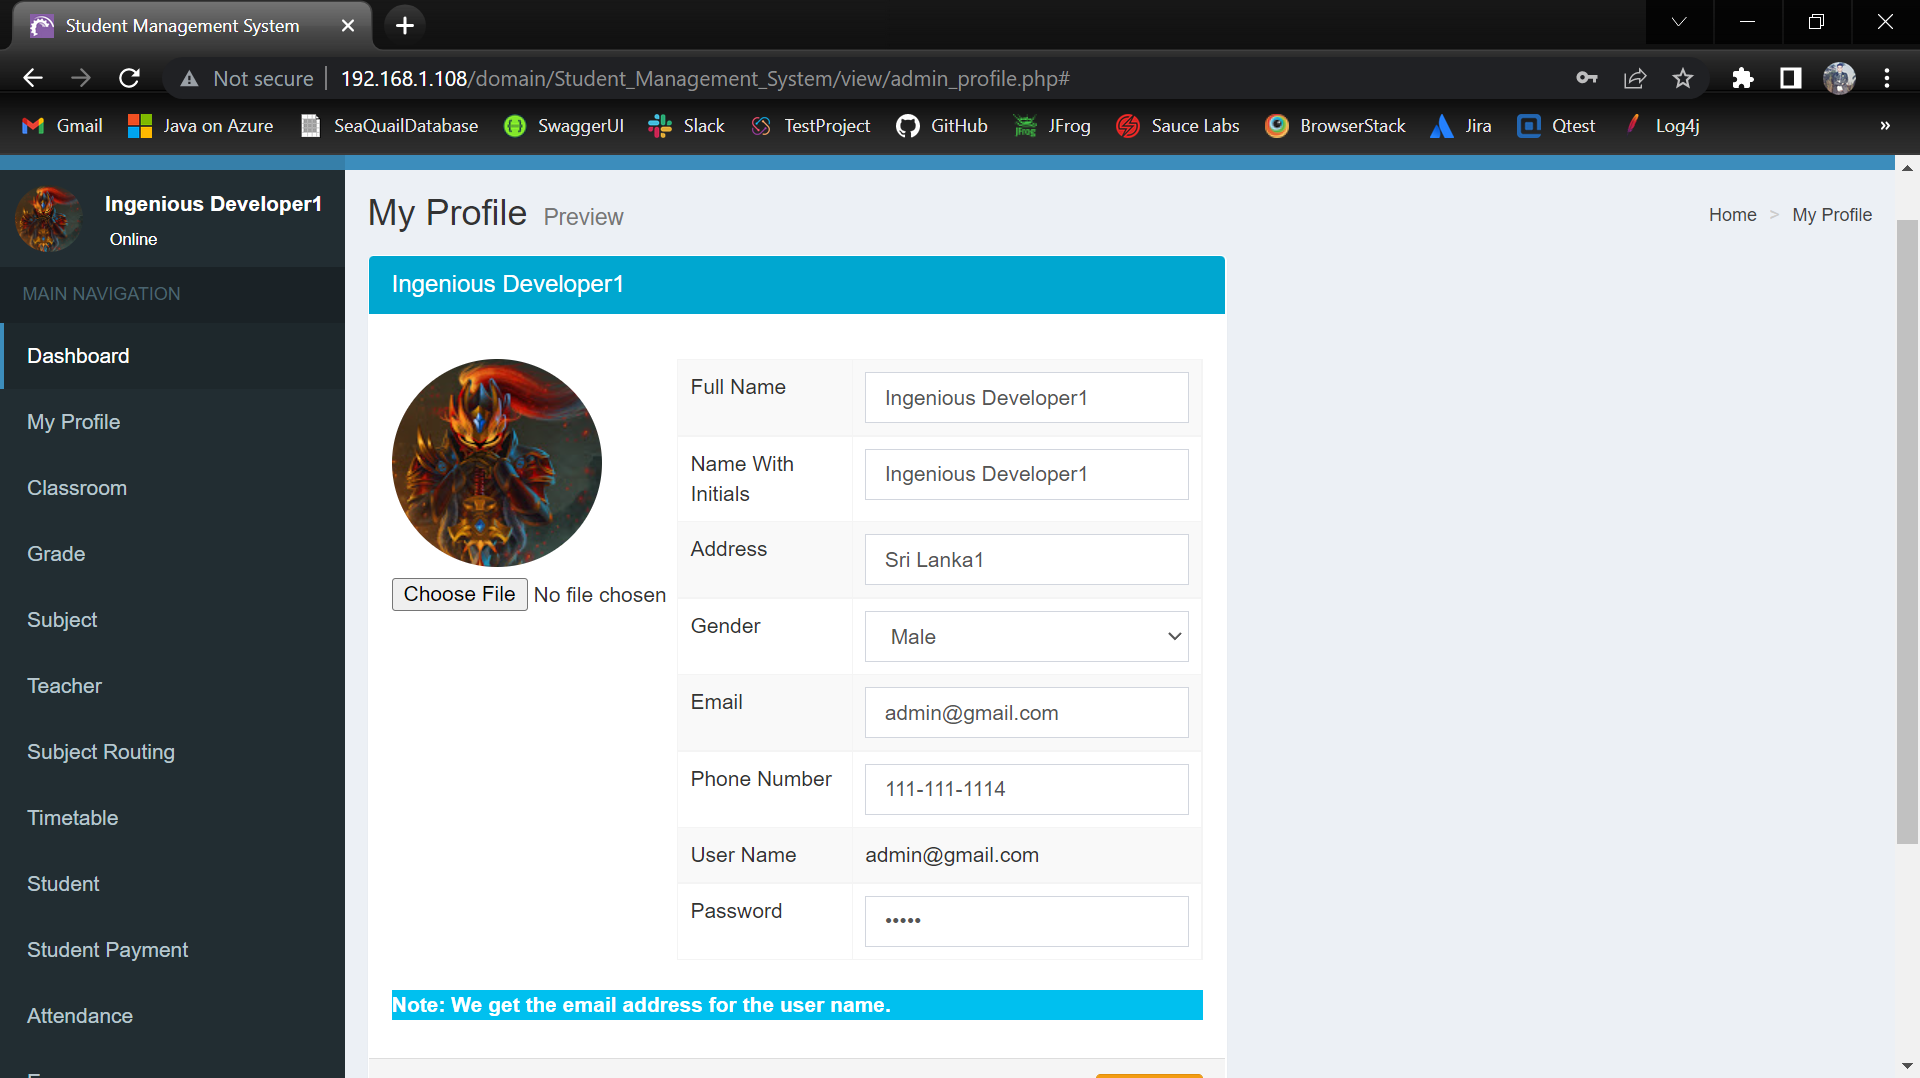 Student Management System
Not secure 192.168.1.108/domain/Student_Management_System/view/admin_profile.php#
Gmail Java on Azure SeaQuailDatabase SwaggerUI Slack TestProject GitHub JFrog Sauce Labs BrowserStack Jira Qtest Log4j »
Ingenious Developer1
Online
MAIN NAVIGATION
Dashboard
My Profile
Classroom
Grade
Subject
Teacher
Subject Routing
Timetable
Student
Student Payment
Attendance
My Profile Preview
Home > My Profile
Ingenious Developer1
Choose File No file chosen
Full Name Ingenious Developer1
Name With
Initials
Ingenious Developer1
Address Sri Lanka1
Gender Male
Email admin@gmail.com
Phone Number 111-111-1114
User Name admin@gmail.com
Password •••••
Note: We get the email address for the user name.